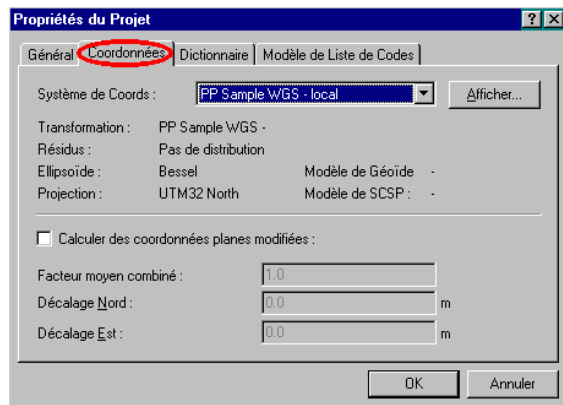 Propriétés du Projet
Général Coordonnées Dictionnaire Modèle de Liste de Codes
Système de Coords : PP Sample WGS - local Afficher...
Transformation : PP Sample WGS -
Résidus : Pas de distribution
Ellipsoïde : Bessel Modèle de Géoïde -
Projection : UTM32 North Modèle de SCSP : -
Calculer des coordonnées planes modifiées :
Facteur moyen combiné : 1.0
Décalage Nord : 0.0 m
Décalage Est : 0.0 m
OK Annuler